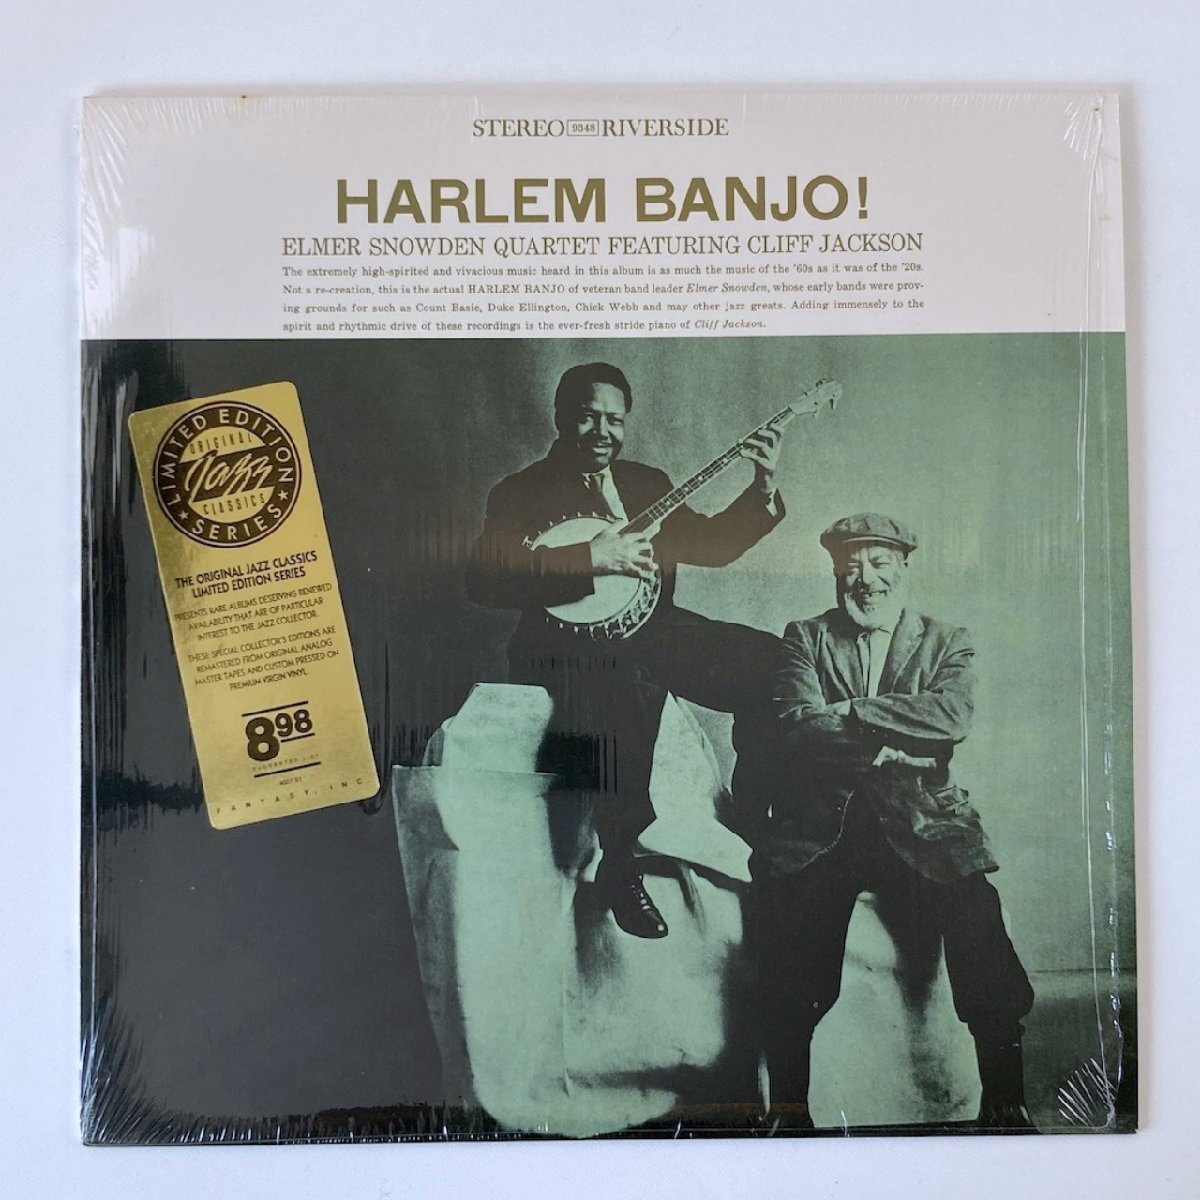 STEREO 9348 RIVERSIDE
HARLEM BANJO!
ELMER SNOWDEN QUARTET FEATURING CLIFF JACKSON
The extremely high-spirited and vivacious music heard in this album is as much the music of the '60s as it was of the '20s.
Not a re-creation, this is the actual HARLEM BANJO of veteran band leader Elmer Snowden, whose early bands were prov-
ing grounds for such as Count Basie, Duke Ellington, Chick Webb and may other jazz greats. Adding immensely to the
spirit and rhythmic drive of these recordings is the ever-fresh stride piano of Cliff Jackson.
LIMITED EDITION
ORIGINAL
Jazz
CLASSICS
SERIES
THE ORIGINAL JAZZ CLASSICS
LIMITED EDITION SERIES
PRESENTS RARE ALBUMS DESERVING RENEWED
AVAILABILITY THAT ARE OF PARTICULAR
INTEREST TO THE JAZZ COLLECTOR.
THESE SPECIAL COLLECTOR'S EDITIONS ARE
REMASTERED FROM ORIGINAL ANALOG
MASTER TAPES AND CUSTOM PRESSED ON
PREMIUM VIRGIN VINYL.
8.98
SUGGESTED LIST
FANTASY, INC.